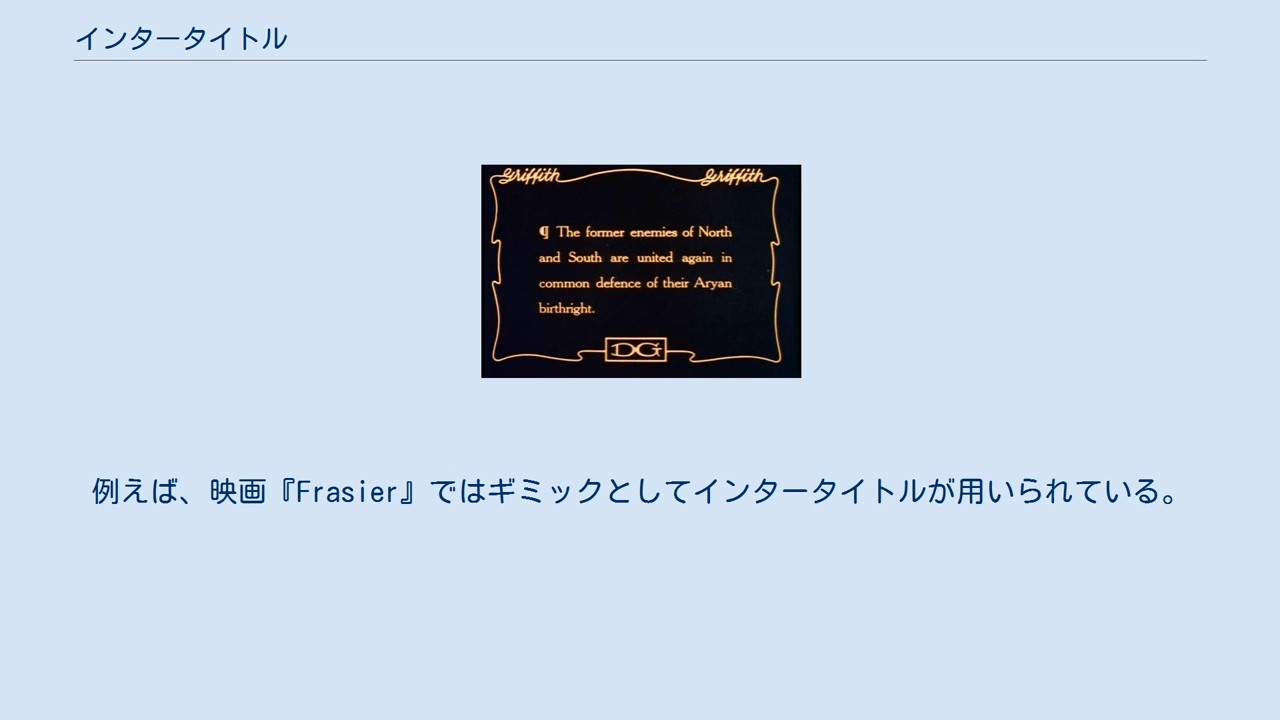 インタータイトル
Griffith Griffith
¶ The former enemies of North
and South are united again in
common defence of their Aryan
birthright.
DG
例えば、映画『Frasier』ではギミックとしてインタータイトルが用いられている。